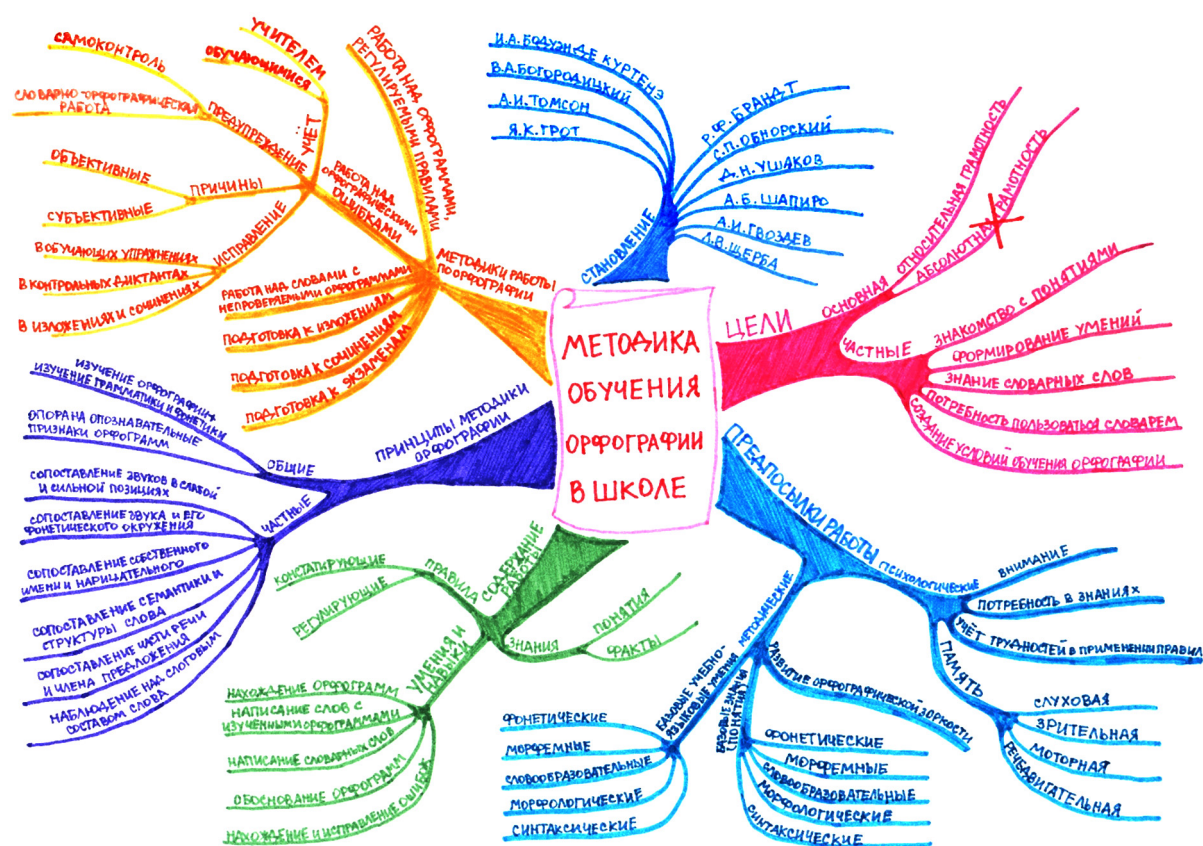 МЕТОДИКА
ОБУЧЕНИЯ
ОРФОГРАФИИ
В ШКОЛЕ
СТАНОВЛЕНИЕ
И.А. БОДУЭНДЕ КУРТЕНЭ
В.А.БОГОРОДИЦКИЙ
А.И.ТОМСОН
Я.К.ГРОТ
Р.Ф.БРАНДТ
С.П.ОБНОРСКИЙ
Д.Н.УШАКОВ
А.Б.ШАПИРО
А.И.ГВОЗДЕВ
Л.В.ЩЕРБА
ЦЕЛИ
ОСНОВНАЯ
ОТНОСИТЕЛЬНАЯ ГРАМОТНОСТЬ
АБСОЛЮТНАЯ ГРАМОТНОСТЬ
ЧАСТНЫЕ
ЗНАКОМСТВО С ПОНЯТИЯМИ
ФОРМИРОВАНИЕ УМЕНИЙ
ЗНАНИЕ СЛОВАРНЫХ СЛОВ
ПОТРЕБНОСТЬ ПОЛЬЗОВАТЬСЯ СЛОВАРЕМ
СОЗДАНИЕ УСЛОВИЙ ОБУЧЕНИЯ ОРФОГРАФИИ
ПРЕДПОСЫЛКИ РАБОТЫ
ПСИХОЛОГИЧЕСКИЕ
ВНИМАНИЕ
ПОТРЕБНОСТЬ В ЗНАНИЯХ
УЧЁТ ТРУДНОСТЕЙ В ПРИМЕНЕНИИ ПРАВИЛ
ПАМЯТЬ
СЛУХОВАЯ
ЗРИТЕЛЬНАЯ
МОТОРНАЯ
РЕЧЕДВИГАТЕЛЬНАЯ
МЕТОДИЧЕСКИЕ
РАЗВИТИЕ ОРФОГРАФИЧЕСКОЙ ЗОРКОСТИ
БАЗОВЫЕ ЗНАНИЯ
(ПОНЯТИЯ)
ФОНЕТИЧЕСКИЕ
МОРФЕМНЫЕ
СЛОВООБРАЗОВАТЕЛЬНЫЕ
МОРФОЛОГИЧЕСКИЕ
СИНТАКСИЧЕСКИЕ
БАЗОВЫЕ УЧЕБНО-
ЯЗЫКОВЫЕ УМЕНИЯ
ФОНЕТИЧЕСКИЕ
МОРФЕМНЫЕ
СЛОВООБРАЗОВАТЕЛЬНЫЕ
МОРФОЛОГИЧЕСКИЕ
СИНТАКСИЧЕСКИЕ
СОДЕРЖАНИЕ
РАБОТЫ
ПРАВИЛА
КОНСТАТИРУЮЩИЕ
РЕГУЛИРУЮЩИЕ
ЗНАНИЯ
ПОНЯТИЯ
ФАКТЫ
УМЕНИЯ И
НАВЫКИ
НАХОЖДЕНИЕ ОРФОГРАММ
НАПИСАНИЕ СЛОВ С
ИЗУЧЕННЫМИ ОРФОГРАММАМИ
НАПИСАНИЕ СЛОВАРНЫХ СЛОВ
ОБОСНОВАНИЕ ОРФОГРАММ
НАХОЖДЕНИЕ И ИСПРАВЛЕНИЕ ОШИБОК
ПРИНЦИПЫ МЕТОДИКИ
ОРФОГРАФИИ
ОБЩИЕ
ИЗУЧЕНИЕ ОРФОГРАФИИ –
ИЗУЧЕНИЕ ГРАММАТИКИ И ФОНЕТИКИ
ОПОРА НА ОПОЗНАВАТЕЛЬНЫЕ
ПРИЗНАКИ ОРФОГРАММ
ЧАСТНЫЕ
СОПОСТАВЛЕНИЕ ЗВУКОВ В СЛАБОЙ
И СИЛЬНОЙ ПОЗИЦИЯХ
СОПОСТАВЛЕНИЕ ЗВУКА И ЕГО
ФОНЕТИЧЕСКОГО ОКРУЖЕНИЯ
СОПОСТАВЛЕНИЕ СОБСТВЕННОГО
ИМЕНИ И НАРИЦАТЕЛЬНОГО
СОПОСТАВЛЕНИЕ СЕМАНТИКИ И
СТРУКТУРЫ СЛОВА
СОПОСТАВЛЕНИЕ ЧАСТИ РЕЧИ
И ЧЛЕНА ПРЕДЛОЖЕНИЯ
НАБЛЮДЕНИЕ НАД СЛОГОВЫМ
СОСТАВОМ СЛОВА
МЕТОДИКИ РАБОТЫ
ПО ОРФОГРАФИИ
РАБОТА НАД ОРФОГРАММАМИ,
РЕГУЛИРУЕМЫМИ ПРАВИЛАМИ
РАБОТА НАД
ОРФОГРАФИЧЕСКИМИ
ОШИБКАМИ
УЧЁТ
УЧИТЕЛЕМ
ОБУЧАЮЩИМИСЯ
ПРЕДУПРЕЖДЕНИЕ
САМОКОНТРОЛЬ
СЛОВАРНО-ОРФОГРАФИЧЕСКАЯ
РАБОТА
ПРИЧИНЫ
ОБЪЕКТИВНЫЕ
СУБЪЕКТИВНЫЕ
ИСПРАВЛЕНИЕ
В ОБУЧАЮЩИХ УПРАЖНЕНИЯХ
В КОНТРОЛЬНЫХ ДИКТАНТАХ
В ИЗЛОЖЕНИЯХ И СОЧИНЕНИЯХ
РАБОТА НАД СЛОВАМИ С
НЕПРОВЕРЯЕМЫМИ ОРФОГРАММАМИ
ПОДГОТОВКА К ИЗЛОЖЕНИЯМ
ПОДГОТОВКА К СОЧИНЕНИЯМ
ПОДГОТОВКА К ЭКЗАМЕНАМ